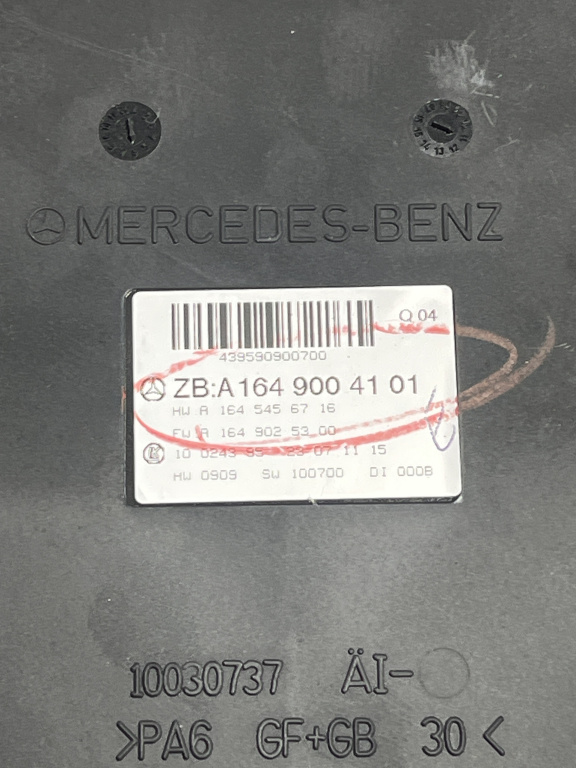 MERCEDES-BENZ
Q 04
439590900700
ZB:A 164 900 41 01
HW A 164 545 67 16
FW A 164 902 53 00
10 0243 95 23 07 11 15
HW 0909 SW 100700 DI 000B
10030737 ÄI-
>PA6 GF+GB 30<